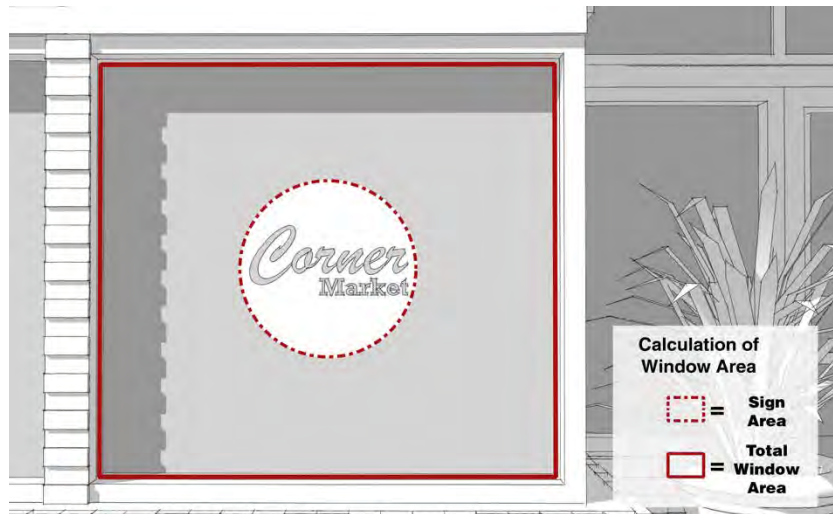 Corner
Market
Calculation of
Window Area
= Sign
Area
= Total
Window
Area